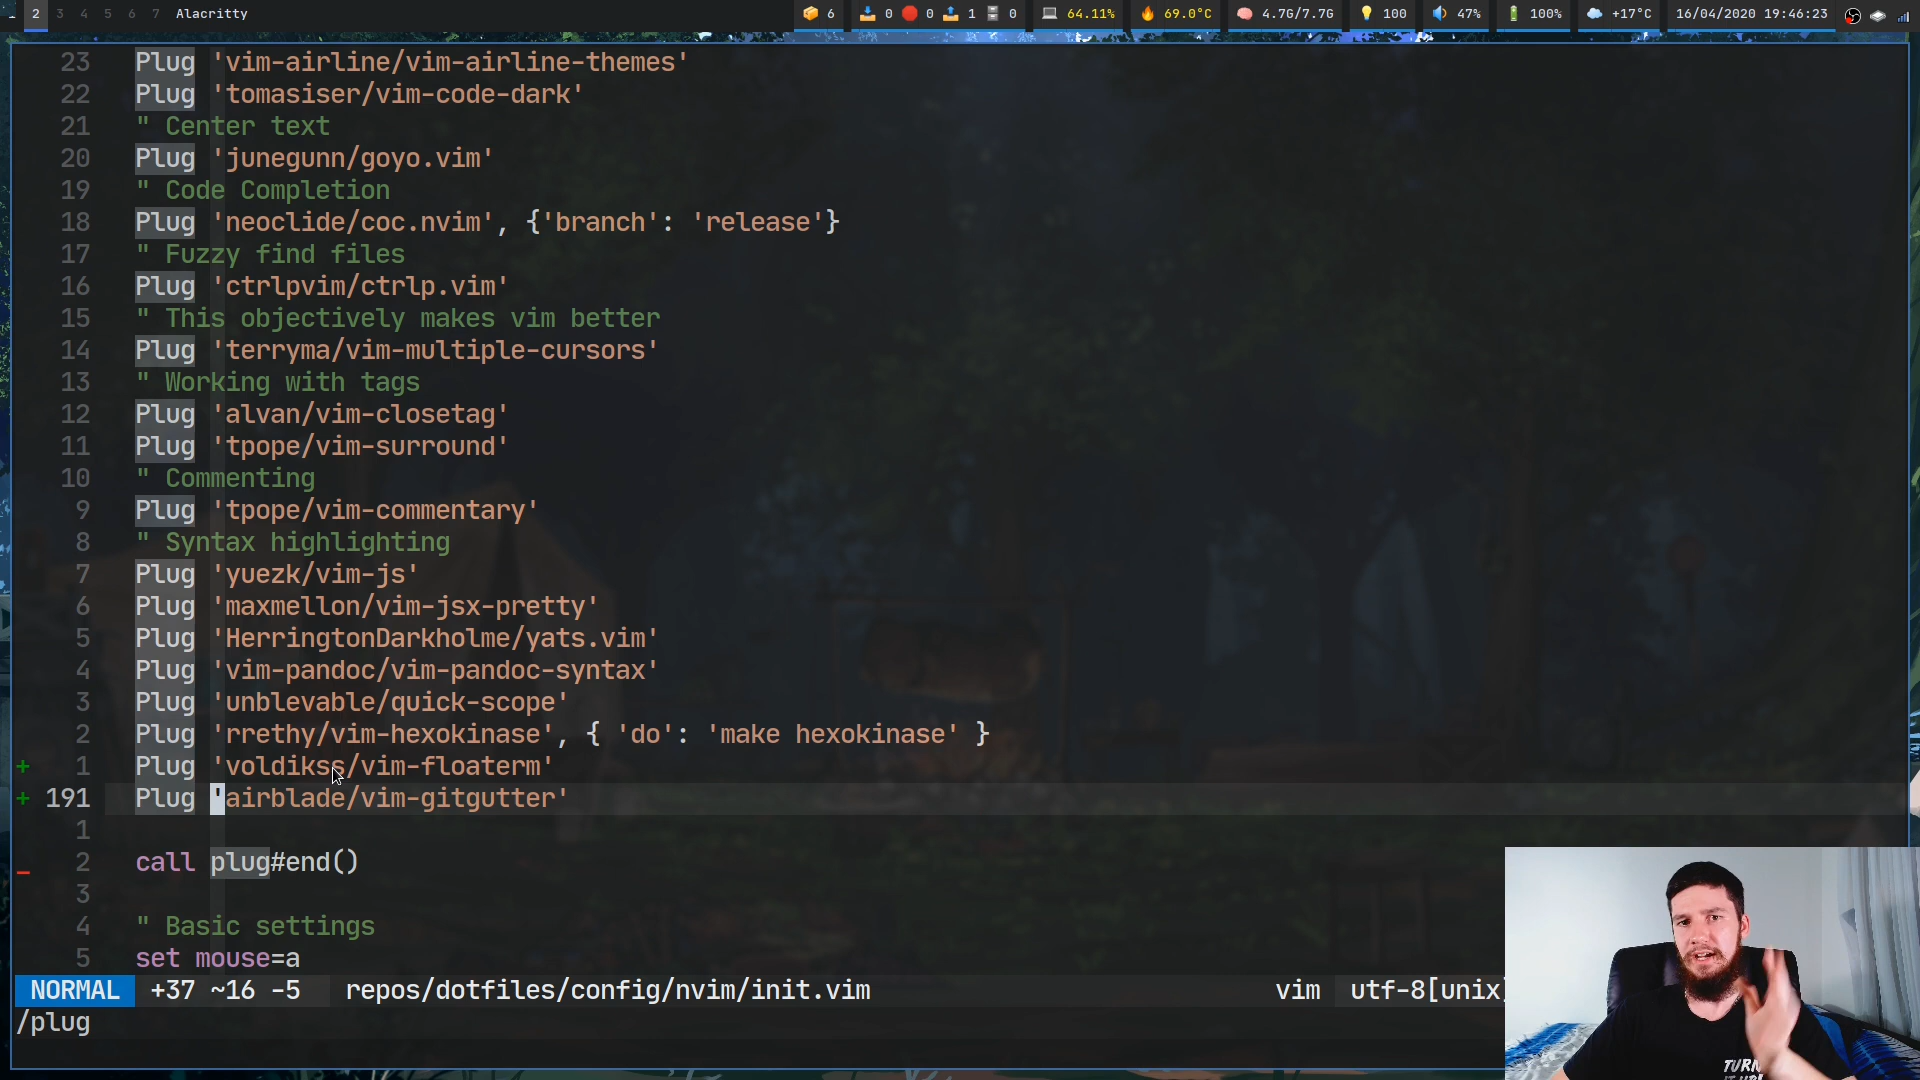 2 3 4 5 6 7 Alacritty 6 0 0 1 0 64.11% 69.0°C 4.7G/7.7G 100 47% 100% +17°C 16/04/2020 19:46:23
23 Plug 'vim-airline/vim-airline-themes'
22 Plug 'tomasiser/vim-code-dark'
21 " Center text
20 Plug 'junegunn/goyo.vim'
19 " Code Completion
18 Plug 'neoclide/coc.nvim', {'branch': 'release'}
17 " Fuzzy find files
16 Plug 'ctrlpvim/ctrlp.vim'
15 " This objectively makes vim better
14 Plug 'terryma/vim-multiple-cursors'
13 " Working with tags
12 Plug 'alvan/vim-closetag'
11 Plug 'tpope/vim-surround'
10 " Commenting
9 Plug 'tpope/vim-commentary'
8 " Syntax highlighting
7 Plug 'yuezk/vim-js'
6 Plug 'maxmellon/vim-jsx-pretty'
5 Plug 'HerringtonDarkholme/yats.vim'
4 Plug 'vim-pandoc/vim-pandoc-syntax'
3 Plug 'unblevable/quick-scope'
2 Plug 'rrethy/vim-hexokinase', { 'do': 'make hexokinase' }
+ 1 Plug 'voldikss/vim-floaterm'
+ 191 Plug 'airblade/vim-gitgutter'
1
_ 2 call plug#end()
3
4 " Basic settings
5 set mouse=a
NORMAL +37 ~16 -5 repos/dotfiles/config/nvim/init.vim vim utf-8[unix]
/plug
TURN